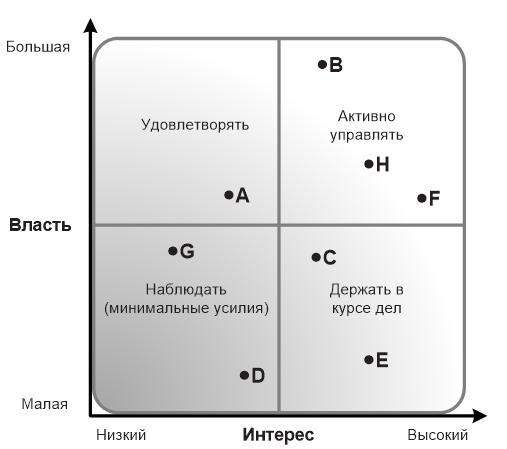 Большая
B
Активно
управлять
Удовлетворять
H
A
F
Власть
G
C
Наблюдать
(минимальные усилия)
Держать в
курсе дел
E
D
Малая
Низкий
Интерес
Высокий